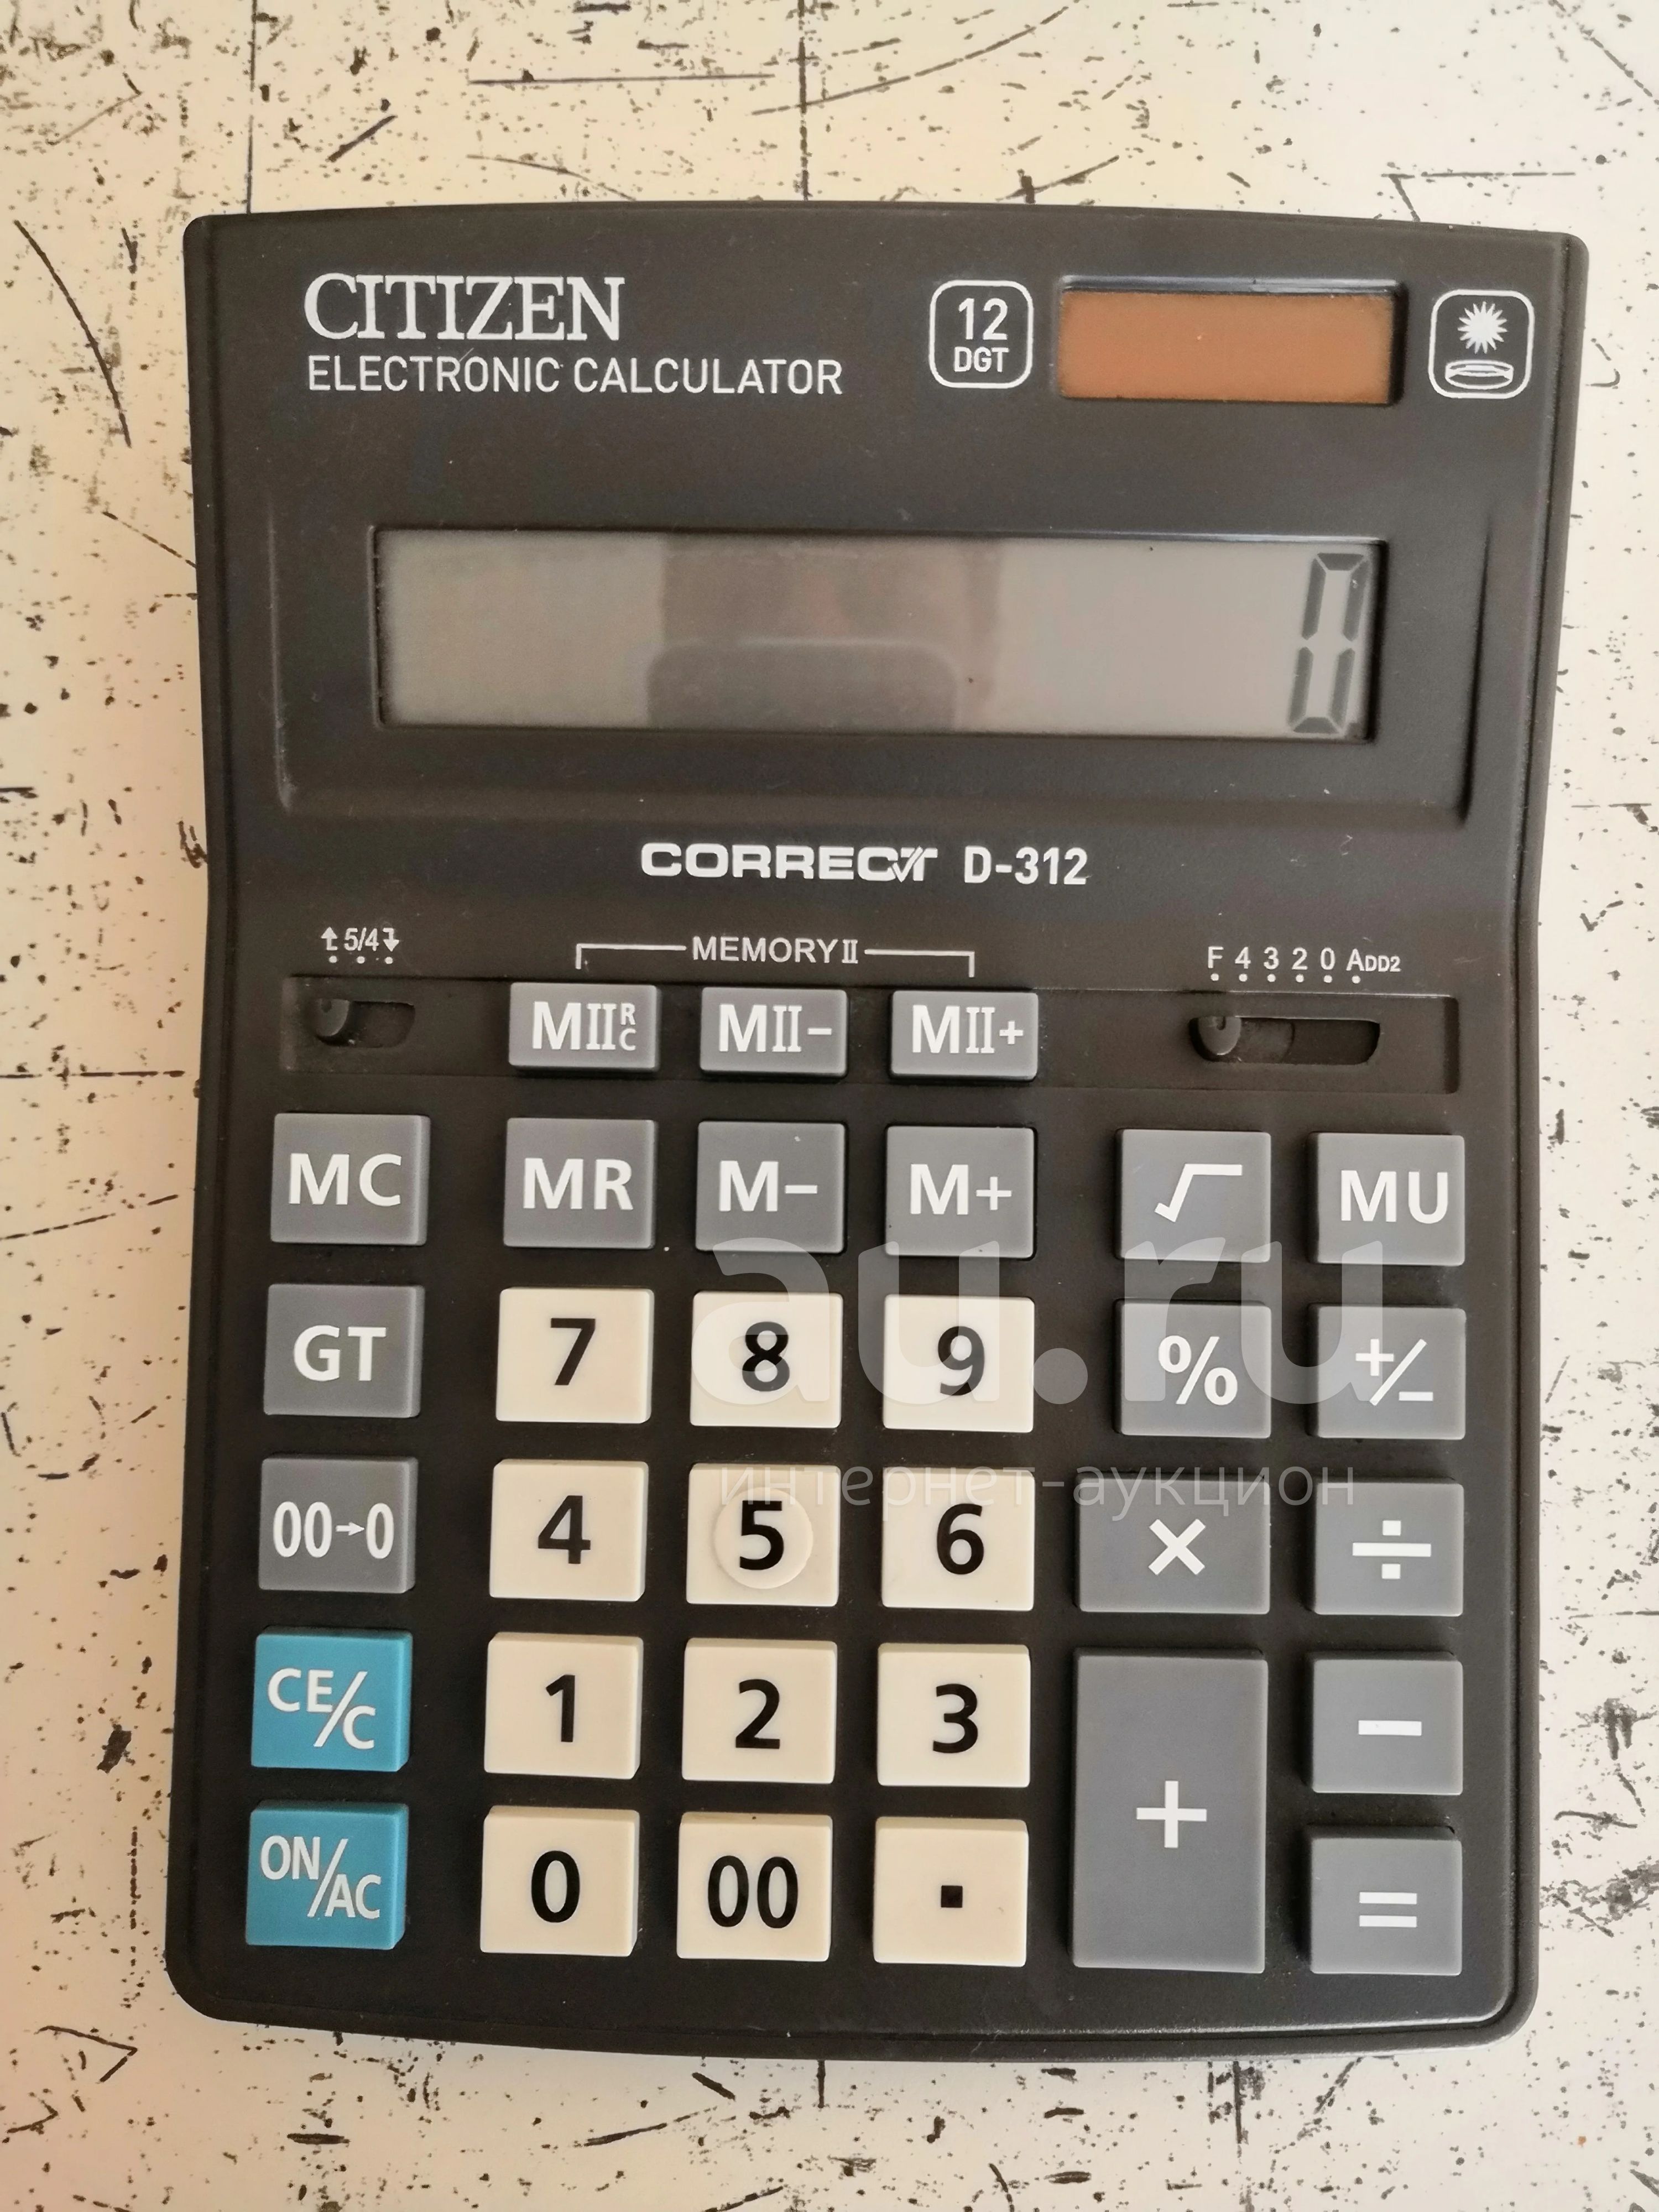 CITIZEN
ELECTRONIC CALCULATOR
12
DGT
0
CORRECT D-312
↥ 5/4 ↧
MEMORY II
F 4 3 2 0 ADD2
MII R C MII− MII+
MC MR M− M+ √ MU
GT 7 8 9 % +/−
au.ru
интернет-аукцион
00→0 4 5 6 × ÷
CE/C 1 2 3 −
ON/AC 0 00 . + =